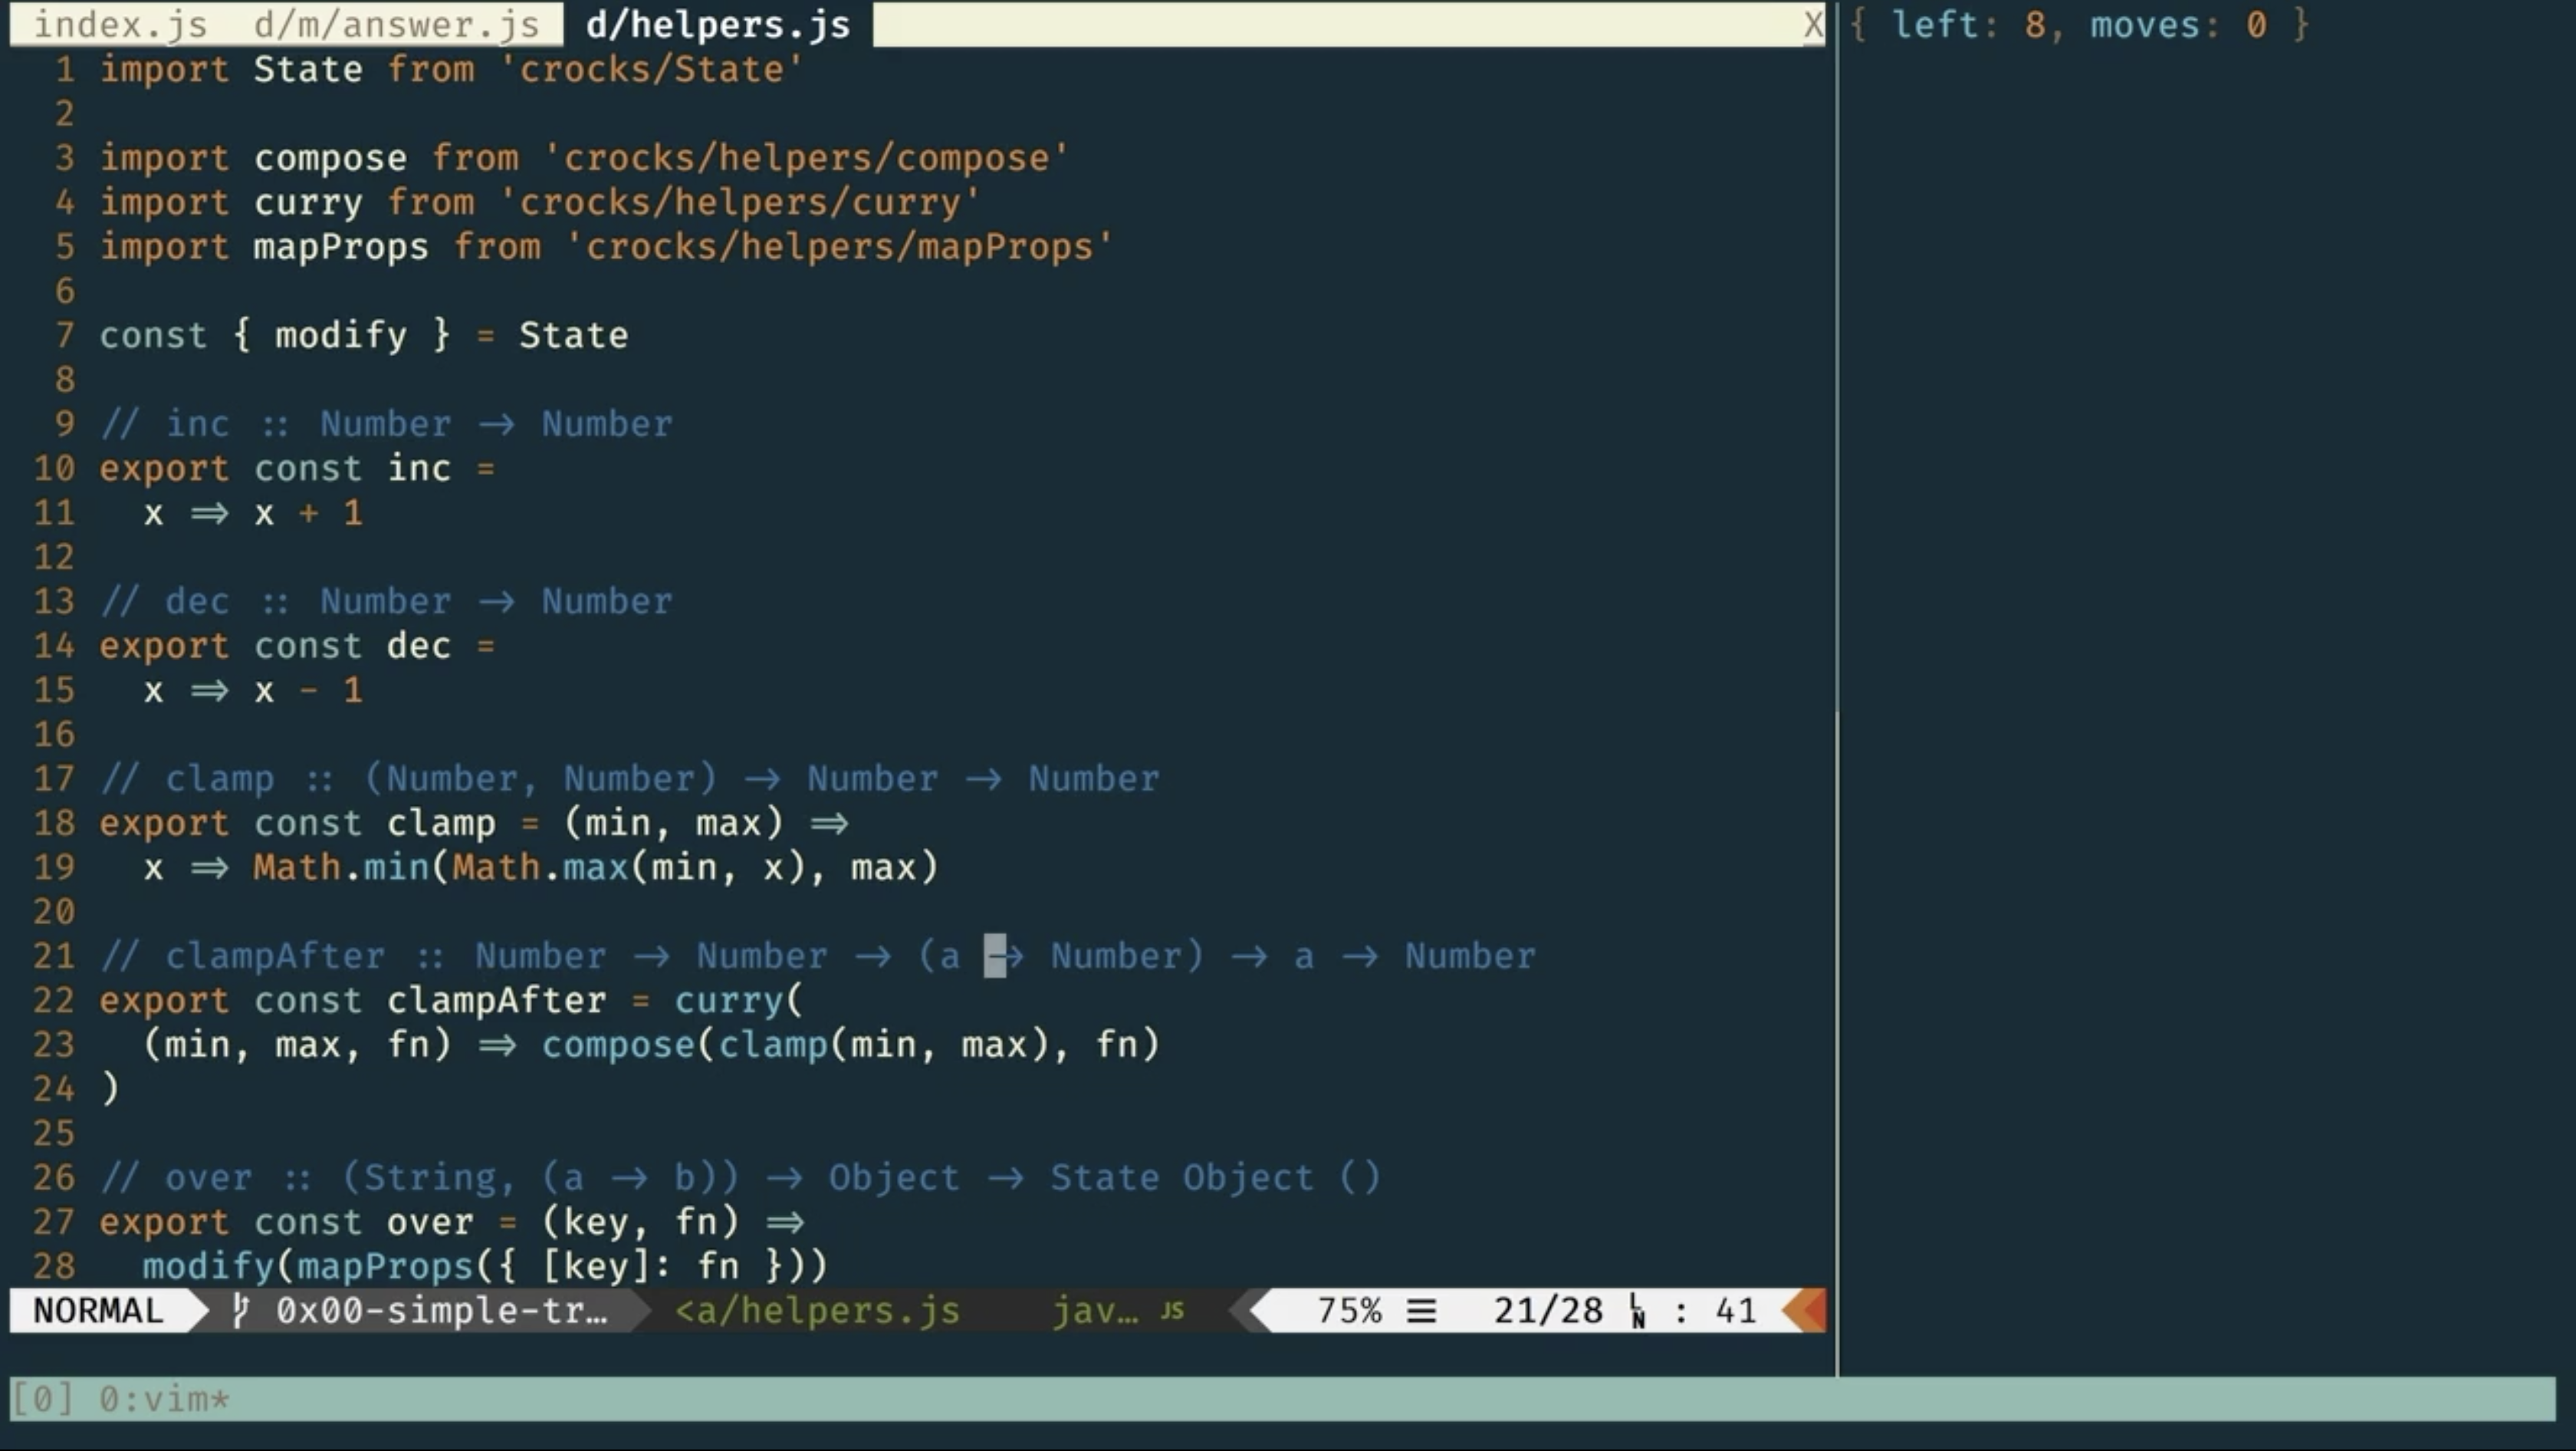 index.js d/m/answer.js d/helpers.js X
1 import State from 'crocks/State'
2
3 import compose from 'crocks/helpers/compose'
4 import curry from 'crocks/helpers/curry'
5 import mapProps from 'crocks/helpers/mapProps'
6
7 const { modify } = State
8
9 // inc :: Number → Number
10 export const inc =
11   x ⇒ x + 1
12
13 // dec :: Number → Number
14 export const dec =
15   x ⇒ x - 1
16
17 // clamp :: (Number, Number) → Number → Number
18 export const clamp = (min, max) ⇒
19   x ⇒ Math.min(Math.max(min, x), max)
20
21 // clampAfter :: Number → Number → (a → Number) → a → Number
22 export const clampAfter = curry(
23   (min, max, fn) ⇒ compose(clamp(min, max), fn)
24 )
25
26 // over :: (String, (a → b)) → Object → State Object ()
27 export const over = (key, fn) ⇒
28   modify(mapProps({ [key]: fn }))
NORMAL 0x00-simple-tr… <a/helpers.js jav… JS 75% ☰ 21/28 LN : 41
[0] 0:vim*
{ left: 8, moves: 0 }